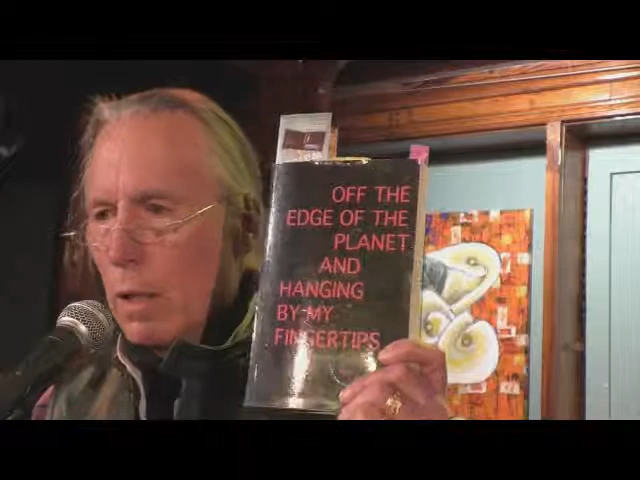 OFF THE
EDGE OF THE
PLANET
AND
HANGING
BY MY
FINGERTIPS